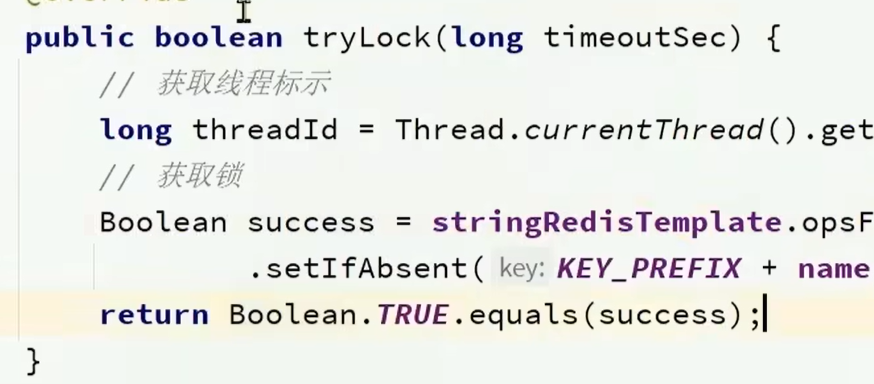 public boolean tryLock(long timeoutSec) {
// 获取线程标示
long threadId = Thread.currentThread().get
// 获取锁
Boolean success = stringRedisTemplate.opsF
.setIfAbsent( key: KEY_PREFIX + name
return Boolean.TRUE.equals(success);
}